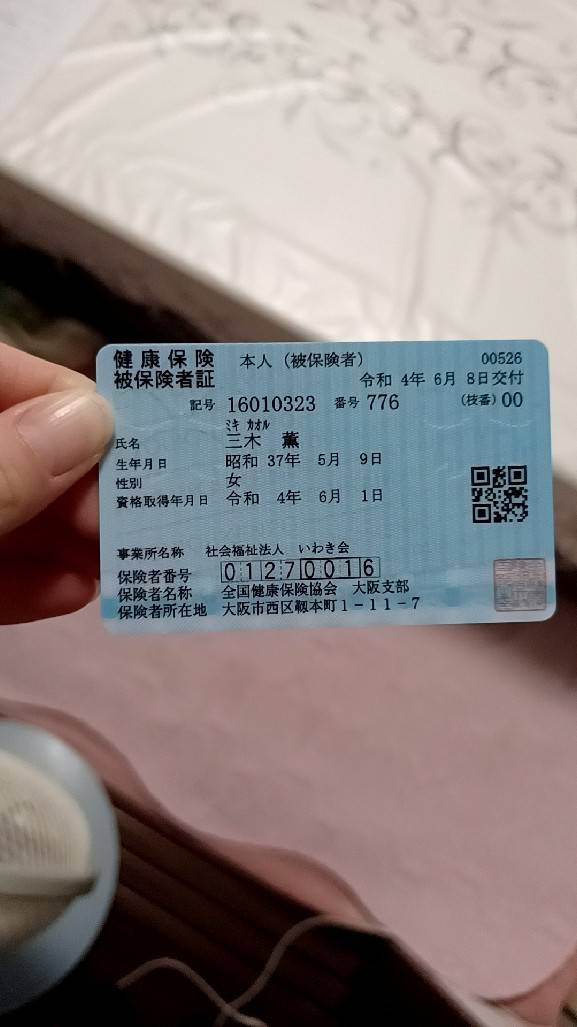 健康保険 本人（被保険者） 00526
被保険者証 令和 4年 6月 8日交付
記号 16010323 番号 776 (枝番) 00
ﾐｷ ｶｵﾙ
氏名 三木 薫
生年月日 昭和 37年 5月 9日
性別 女
資格取得年月日 令和 4年 6月 1日
事業所名称 社会福祉法人 いわき会
保険者番号 01270016
保険者名称 全国健康保険協会 大阪支部
保険者所在地 大阪市西区靱本町1－11－7